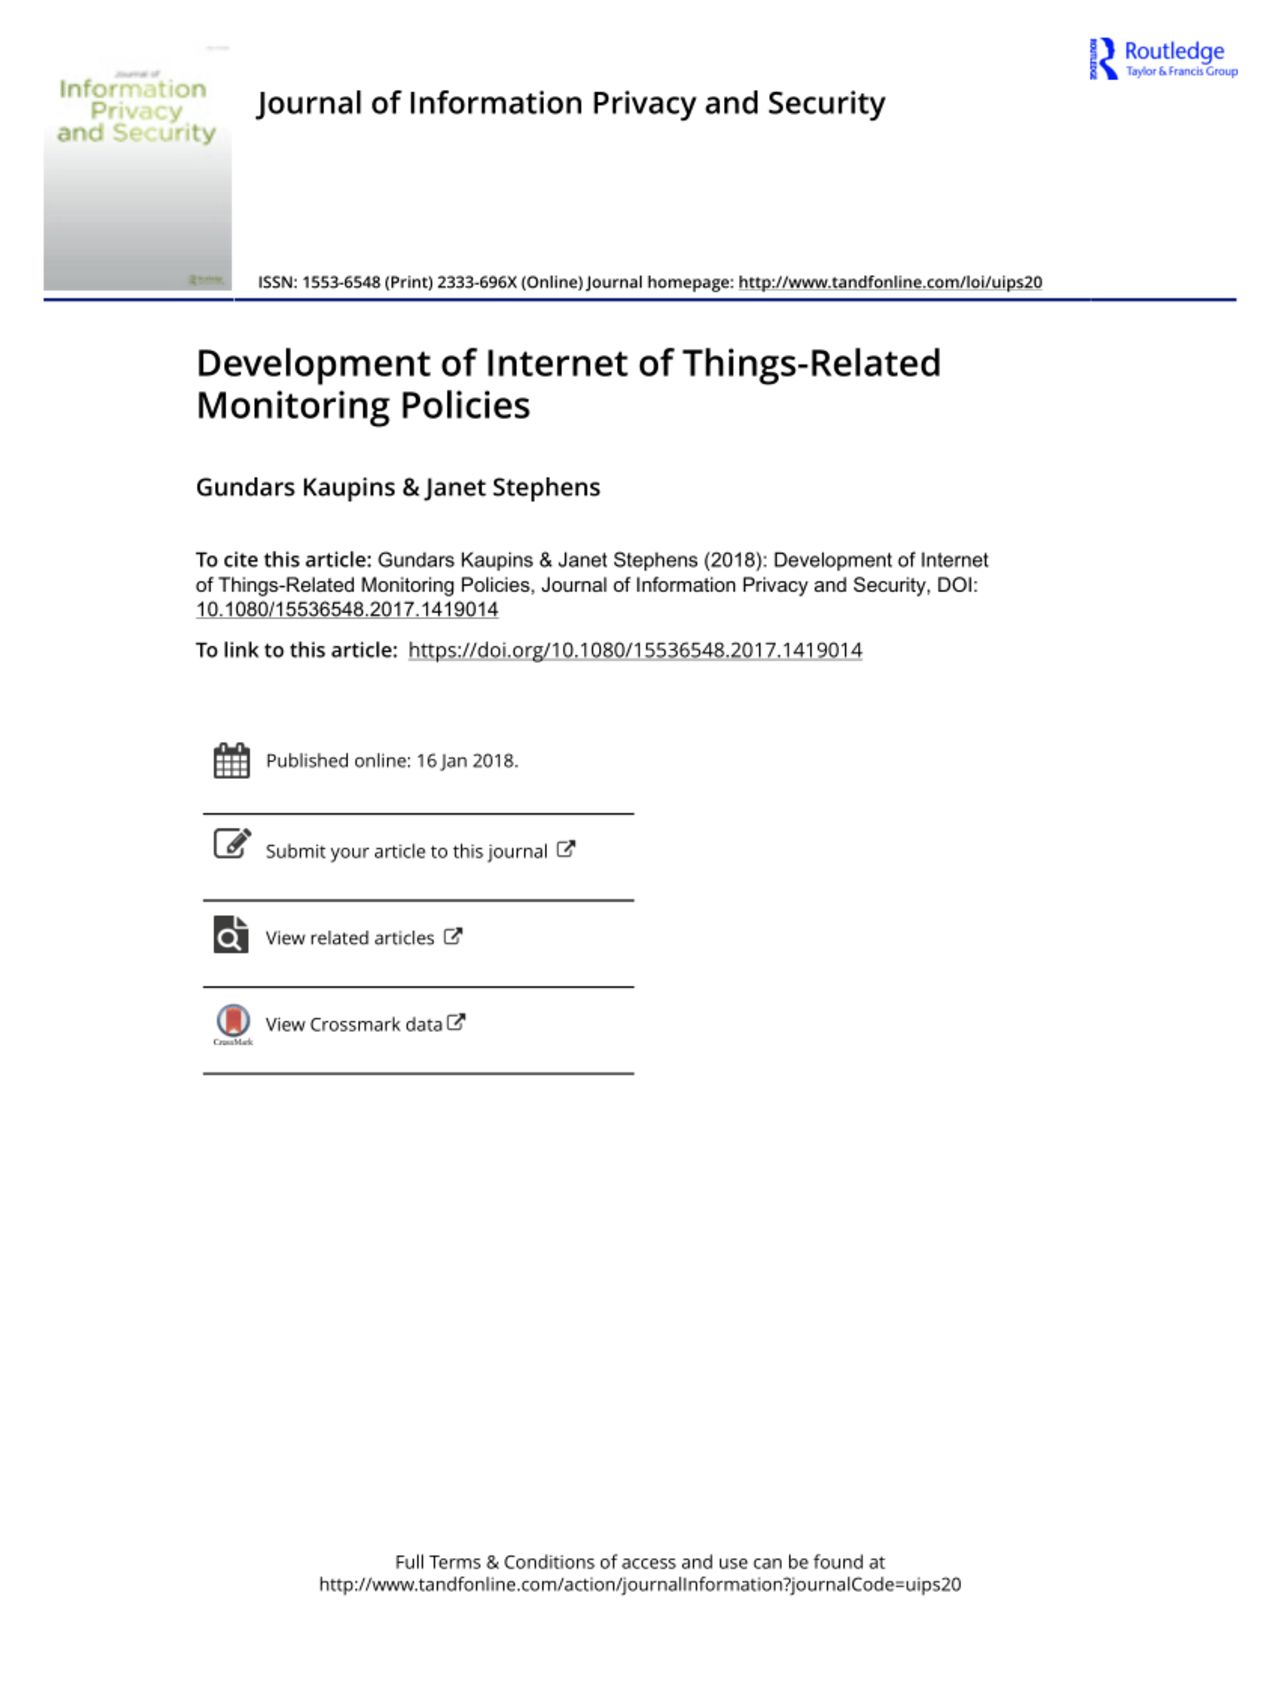 Journal of
Information
Privacy
and Security
Routledge
Taylor & Francis Group
ROUTLEDGE
Journal of Information Privacy and Security
ISSN: 1553-6548 (Print) 2333-696X (Online) Journal homepage: http://www.tandfonline.com/loi/uips20
Development of Internet of Things-Related
Monitoring Policies
Gundars Kaupins & Janet Stephens
To cite this article: Gundars Kaupins & Janet Stephens (2018): Development of Internet
of Things-Related Monitoring Policies, Journal of Information Privacy and Security, DOI:
10.1080/15536548.2017.1419014
To link to this article: https://doi.org/10.1080/15536548.2017.1419014
Published online: 16 Jan 2018.
Submit your article to this journal
View related articles
View Crossmark data
CrossMark
Full Terms & Conditions of access and use can be found at
http://www.tandfonline.com/action/journalInformation?journalCode=uips20